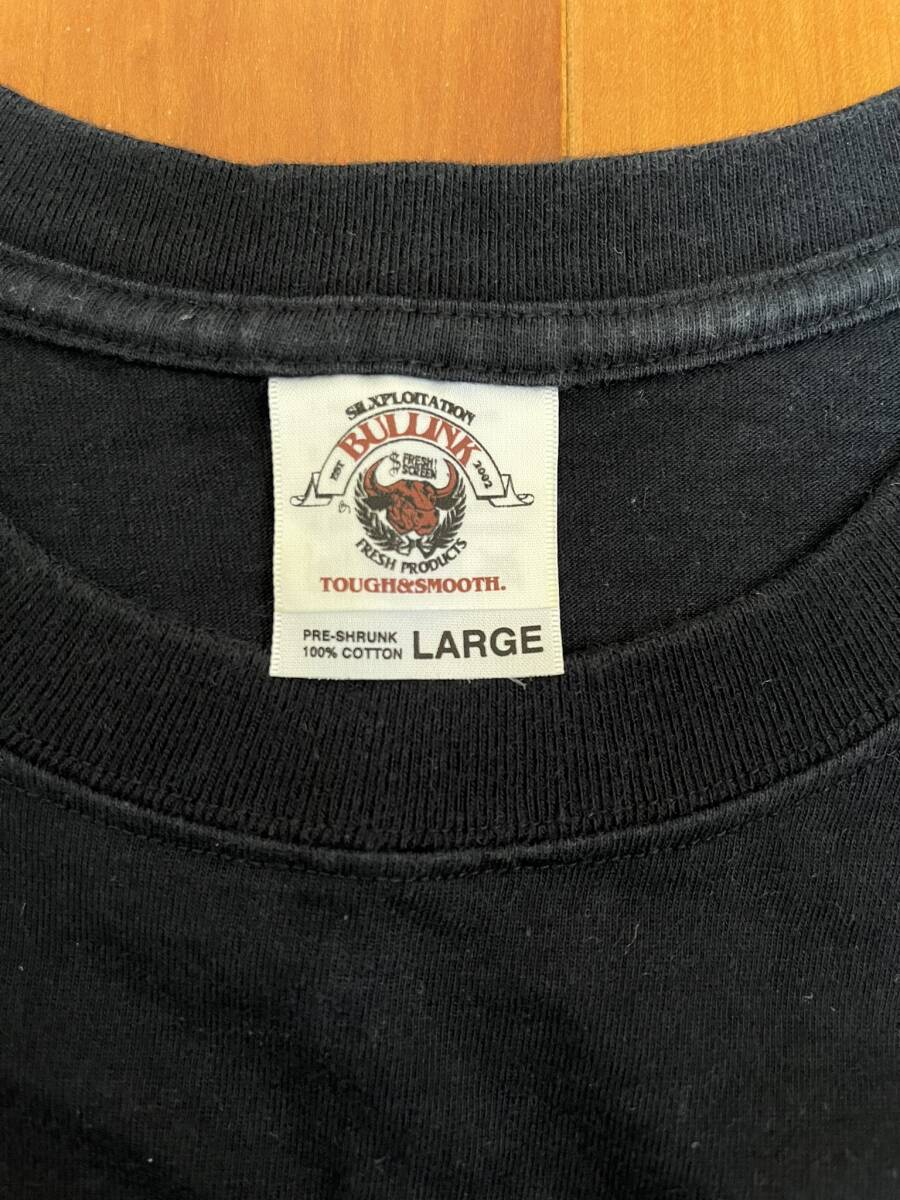 SILXPLOITATION
BULLINK
EST 2002
$ FRESH!
SCREEN
FRESH PRODUCTS
TOUGH&SMOOTH.
PRE-SHRUNK
100% COTTON
LARGE